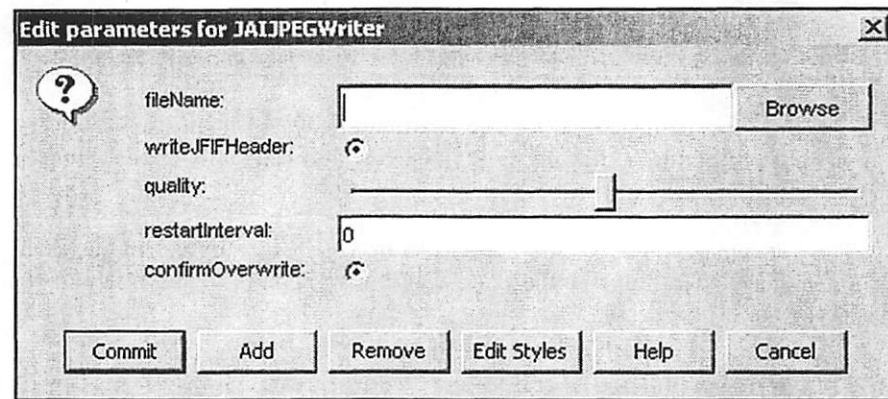 Edit parameters for JAIJPEGWriter
?
fileName:
Browse
writeJFIFHeader:
quality:
restartInterval: 0
confirmOverwrite:
Commit Add Remove Edit Styles Help Cancel